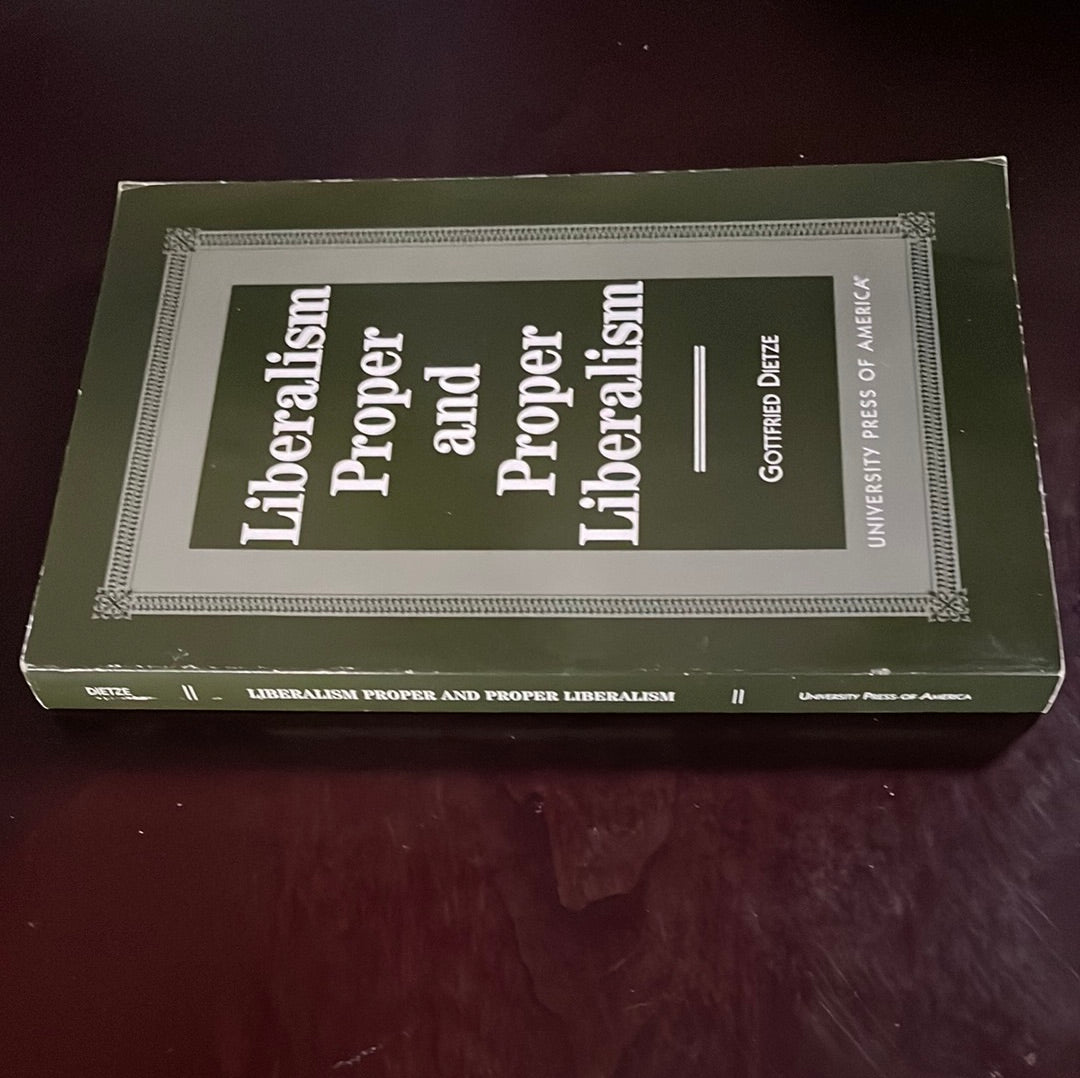 Liberalism
Proper
and
Proper
Liberalism
GOTTFRIED DIETZE
UNIVERSITY PRESS OF AMERICA®
DIETZE
LIBERALISM PROPER AND PROPER LIBERALISM
UNIVERSITY PRESS OF AMERICA